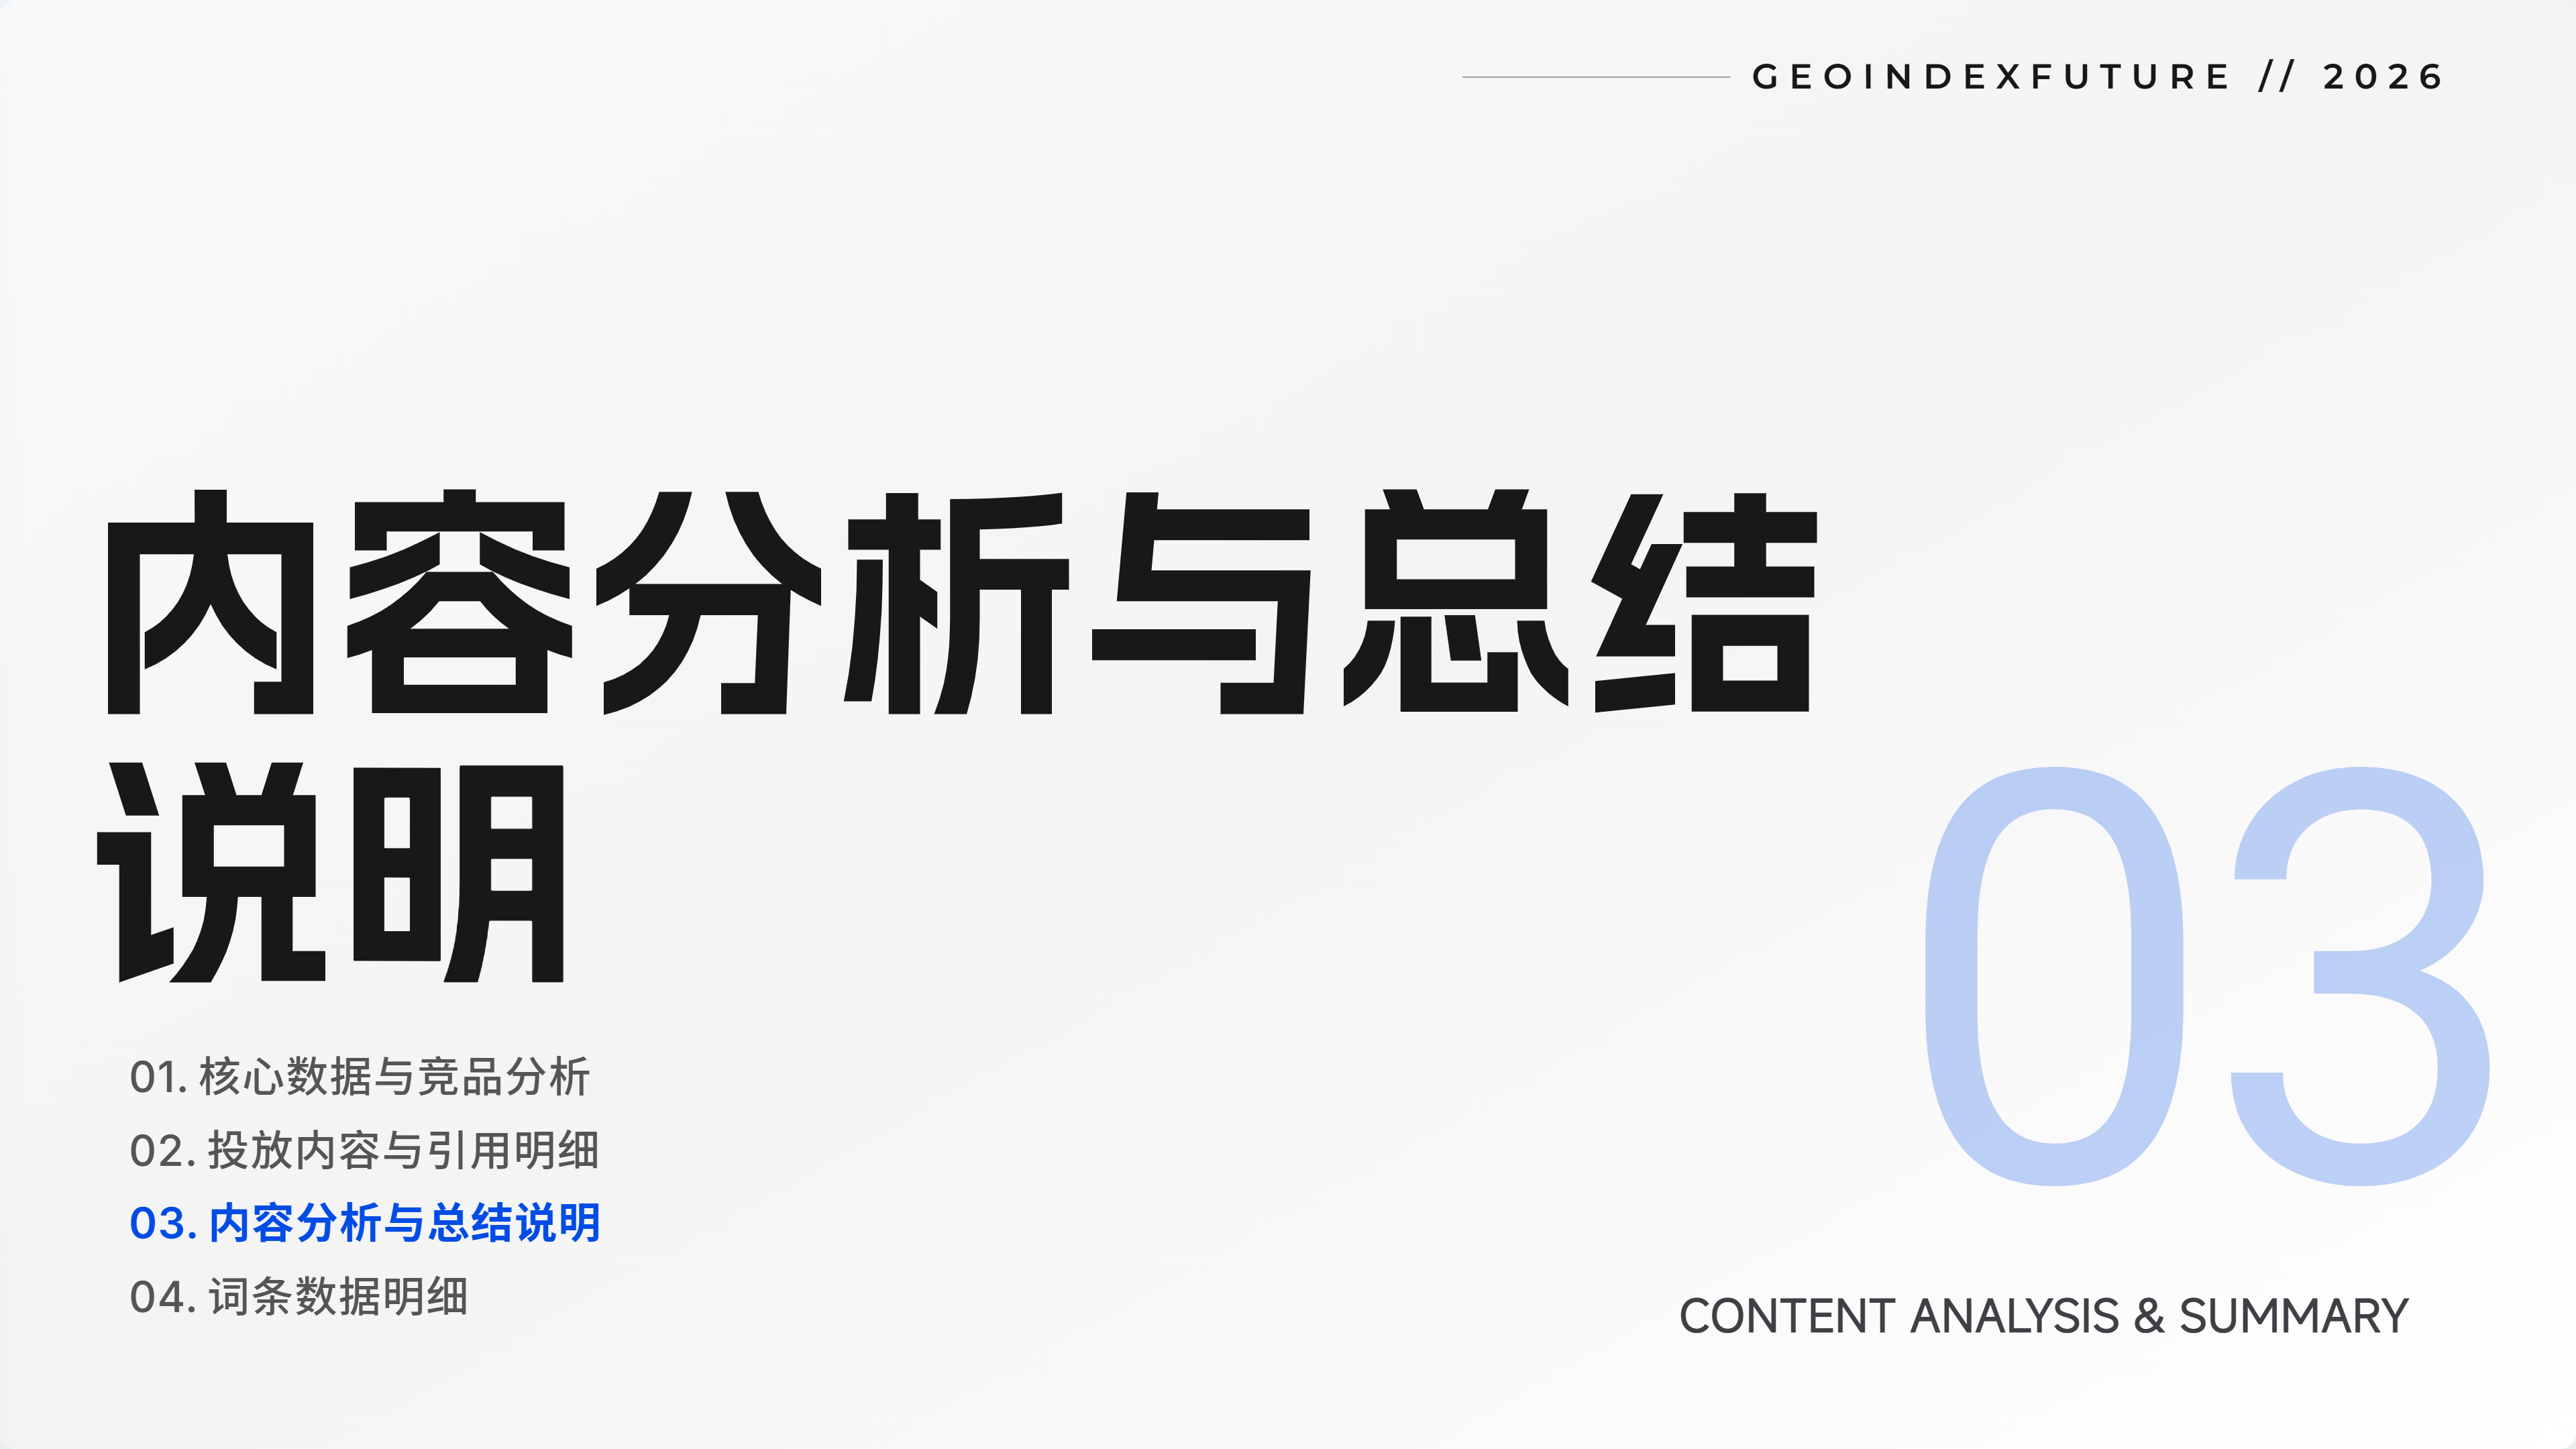 GEOINDEXFUTURE // 2026
内容分析与总结
说明
03
01. 核心数据与竞品分析
02. 投放内容与引用明细
03. 内容分析与总结说明
04. 词条数据明细
CONTENT ANALYSIS & SUMMARY